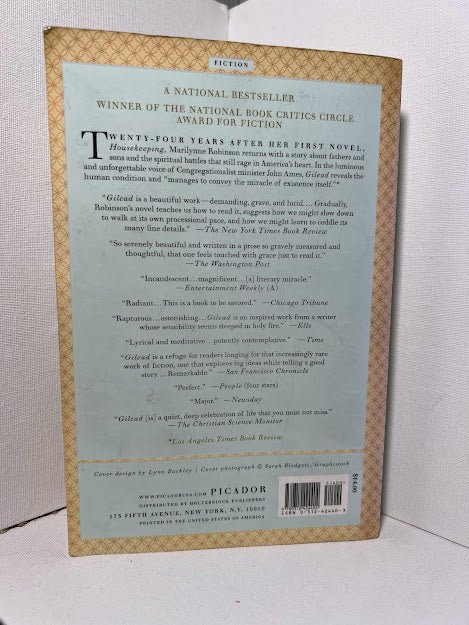 FICTION
A NATIONAL BESTSELLER
WINNER OF THE NATIONAL BOOK CRITICS CIRCLE
AWARD FOR FICTION
TWENTY-FOUR YEARS AFTER HER FIRST NOVEL,
Housekeeping, Marilynne Robinson returns with a story about fathers and
sons and the spiritual battles that still rage in America's heart. In the luminous
and unforgettable voice of Congregationalist minister John Ames, Gilead reveals the
human condition and "manages to convey the miracle of existence itself."*
"Gilead is a beautiful work—demanding, grave, and lucid.... Gradually,
Robinson's novel teaches us how to read it, suggests how we might slow down
to walk at its own processional pace, and how we might learn to coddle its
many fine details." —The New York Times Book Review
"So serenely beautiful and written in a prose so gravely measured and
thoughtful, that one feels touched with grace just to read it."
—The Washington Post
"Incandescent...magnificent...[a] literary miracle."
—Entertainment Weekly (A)
"Radiant...This is a book to be savored." —Chicago Tribune
"Rapturous...astonishing...Gilead is an inspired work from a writer
whose sensibility seems steeped in holy fire." —Elle
"Lyrical and meditative...potently contemplative." —Time
"Gilead is a refuge for readers longing for that increasingly rare
work of fiction, one that explores big ideas while telling a good
story....Remarkable." —San Francisco Chronicle
"Perfect." —People (four stars)
"Major." —Newsday
"Gilead [is] a quiet, deep celebration of life that you must not miss."
—The Christian Science Monitor
*Los Angeles Times Book Review
Cover design by Lynn Buckley | Cover photograph © Sarah Blodgett/Graphistock
$14.00
WWW.PICADORUSA.COM PICADOR
DISTRIBUTED BY HOLTZBRINCK PUBLISHERS
175 FIFTH AVENUE, NEW YORK, N.Y. 10010
PRINTED IN THE UNITED STATES OF AMERICA
51400
ISBN 0-312-42440-X